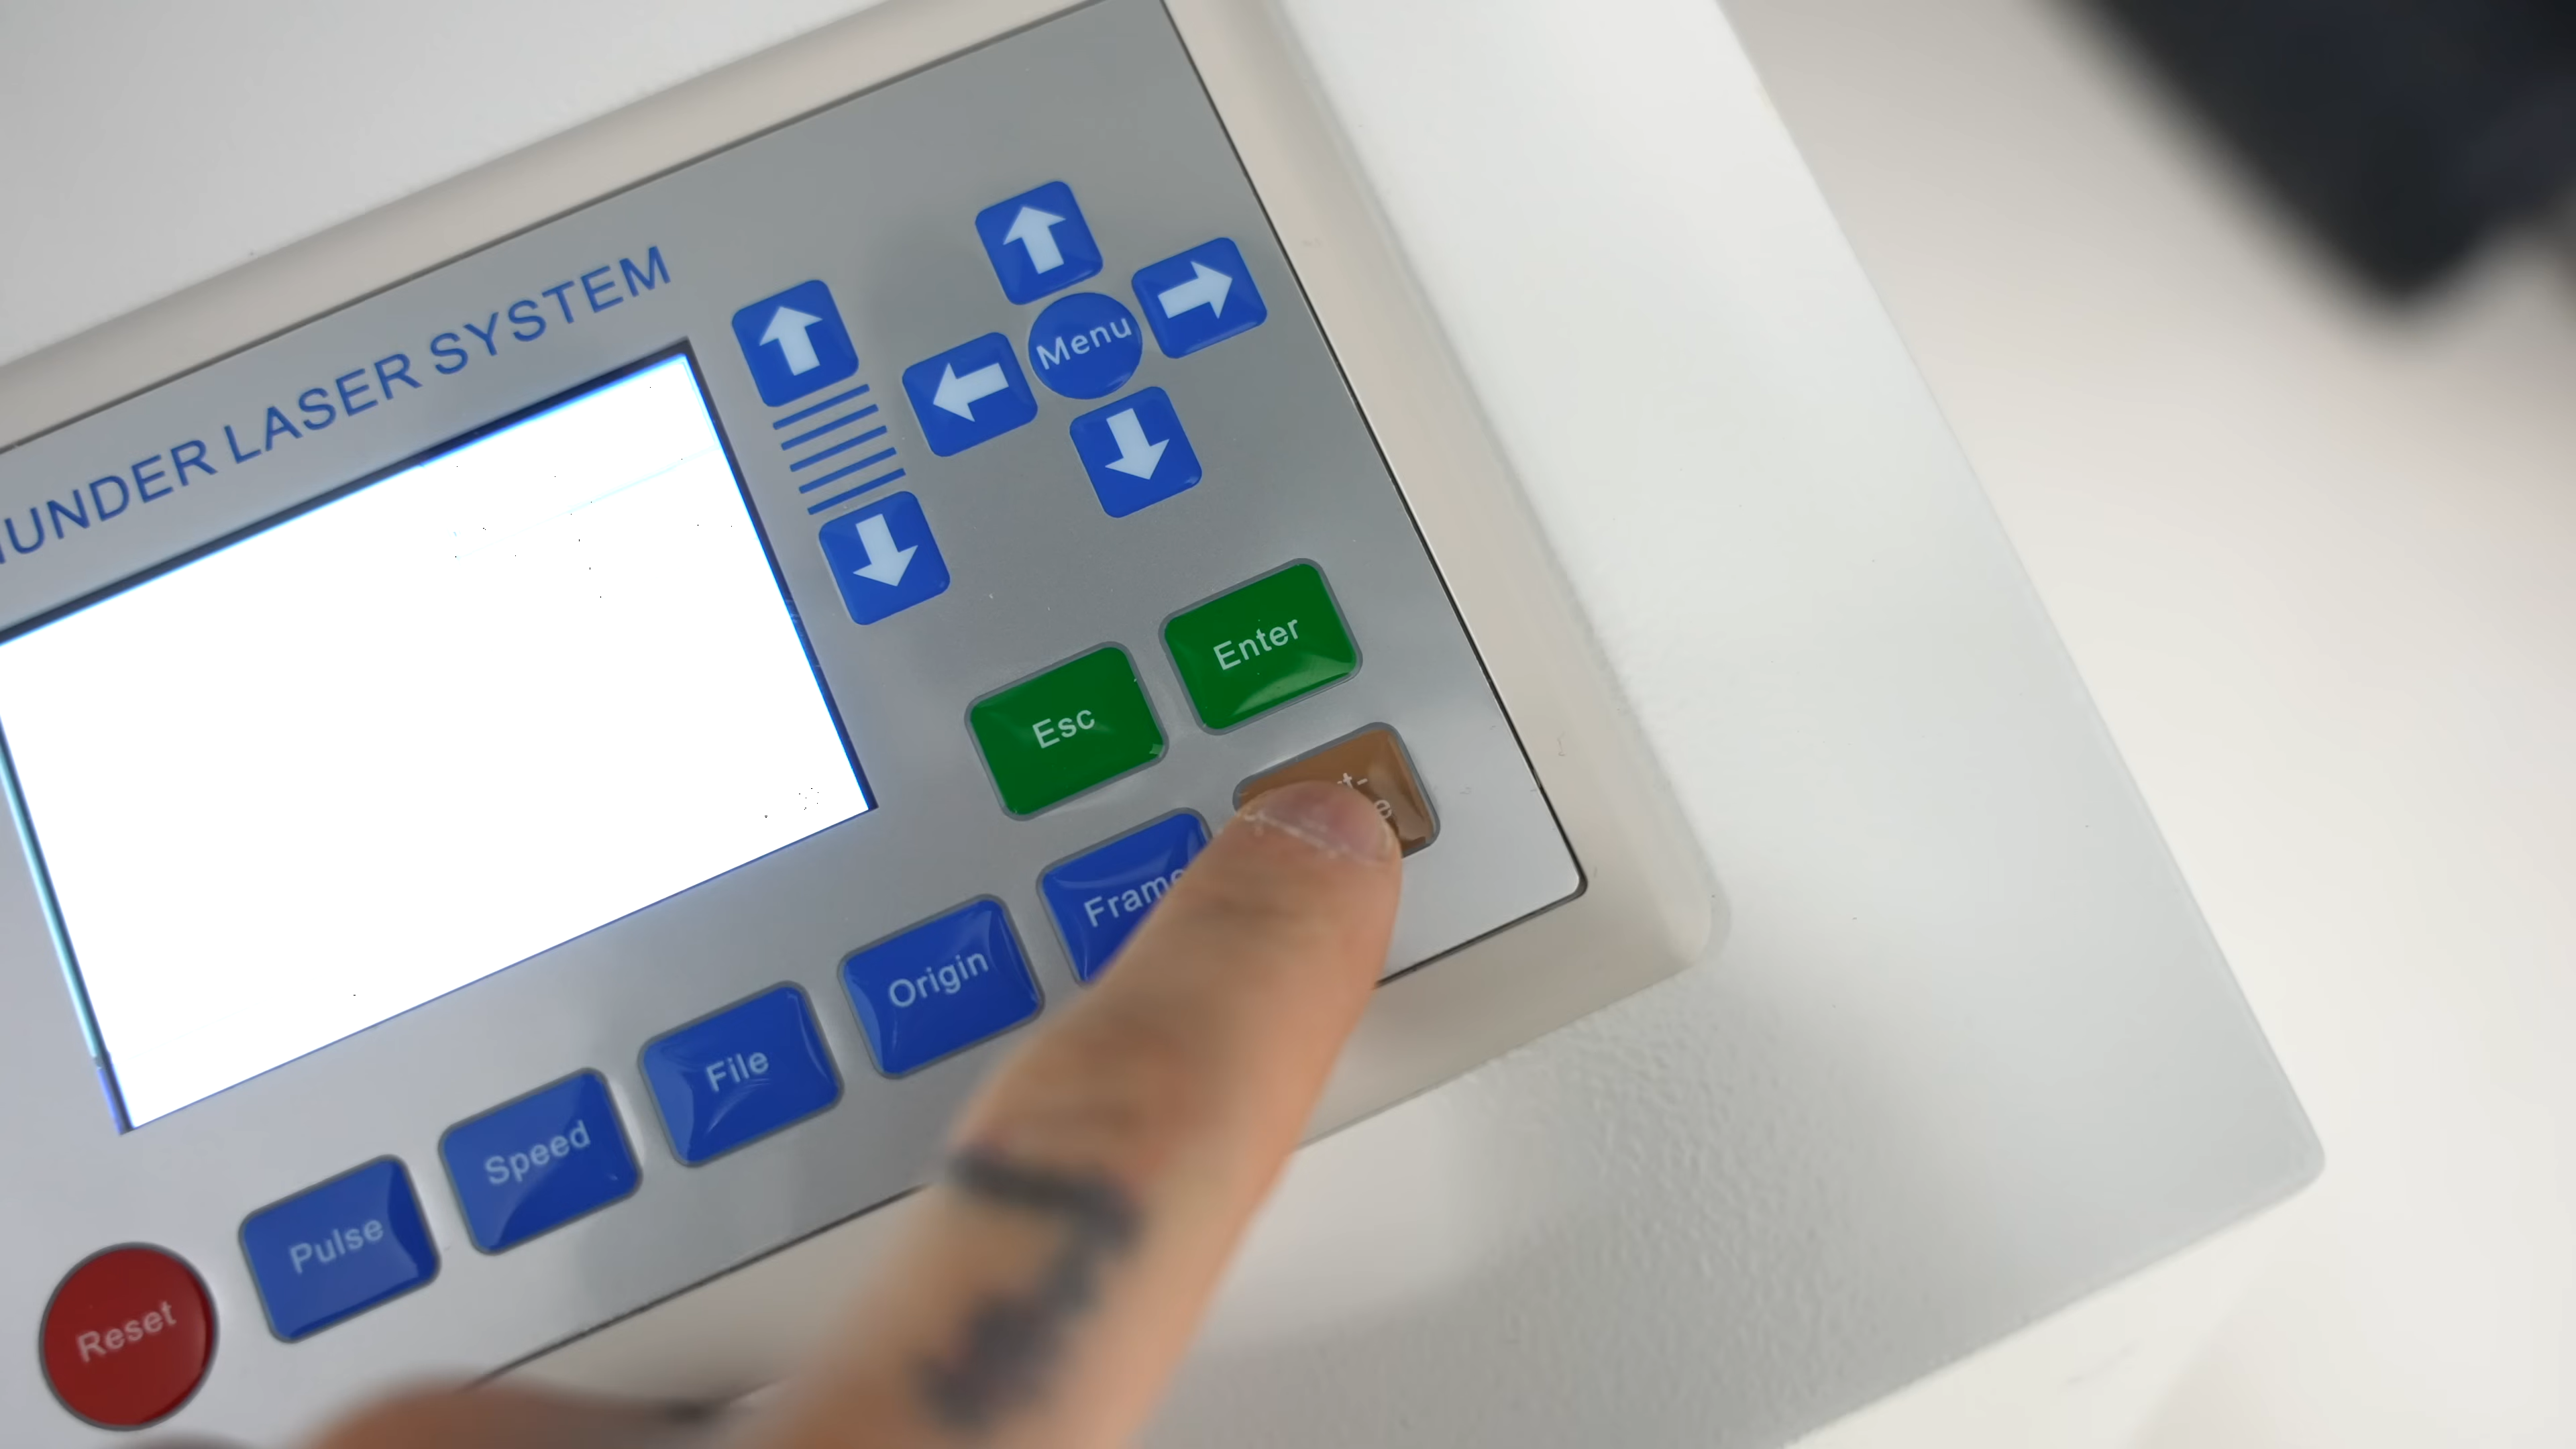 UNDER LASER SYSTEM
Menu
Enter
Esc
Frame
Origin
File
Speed
Pulse
Reset